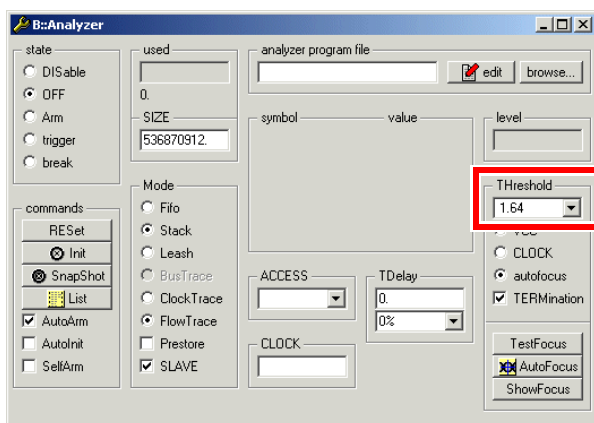 B::Analyzer
state
DISable
OFF
Arm
trigger
break
used
0.
SIZE
536870912.
analyzer program file
edit
browse...
symbol
value
level
commands
RESet
Init
SnapShot
List
AutoArm
AutoInit
SelfArm
Mode
Fifo
Stack
Leash
BusTrace
ClockTrace
FlowTrace
Prestore
SLAVE
ACCESS
TDelay
0.
0%
CLOCK
THreshold
1.64
VCC
CLOCK
autofocus
TERMination
TestFocus
AutoFocus
ShowFocus